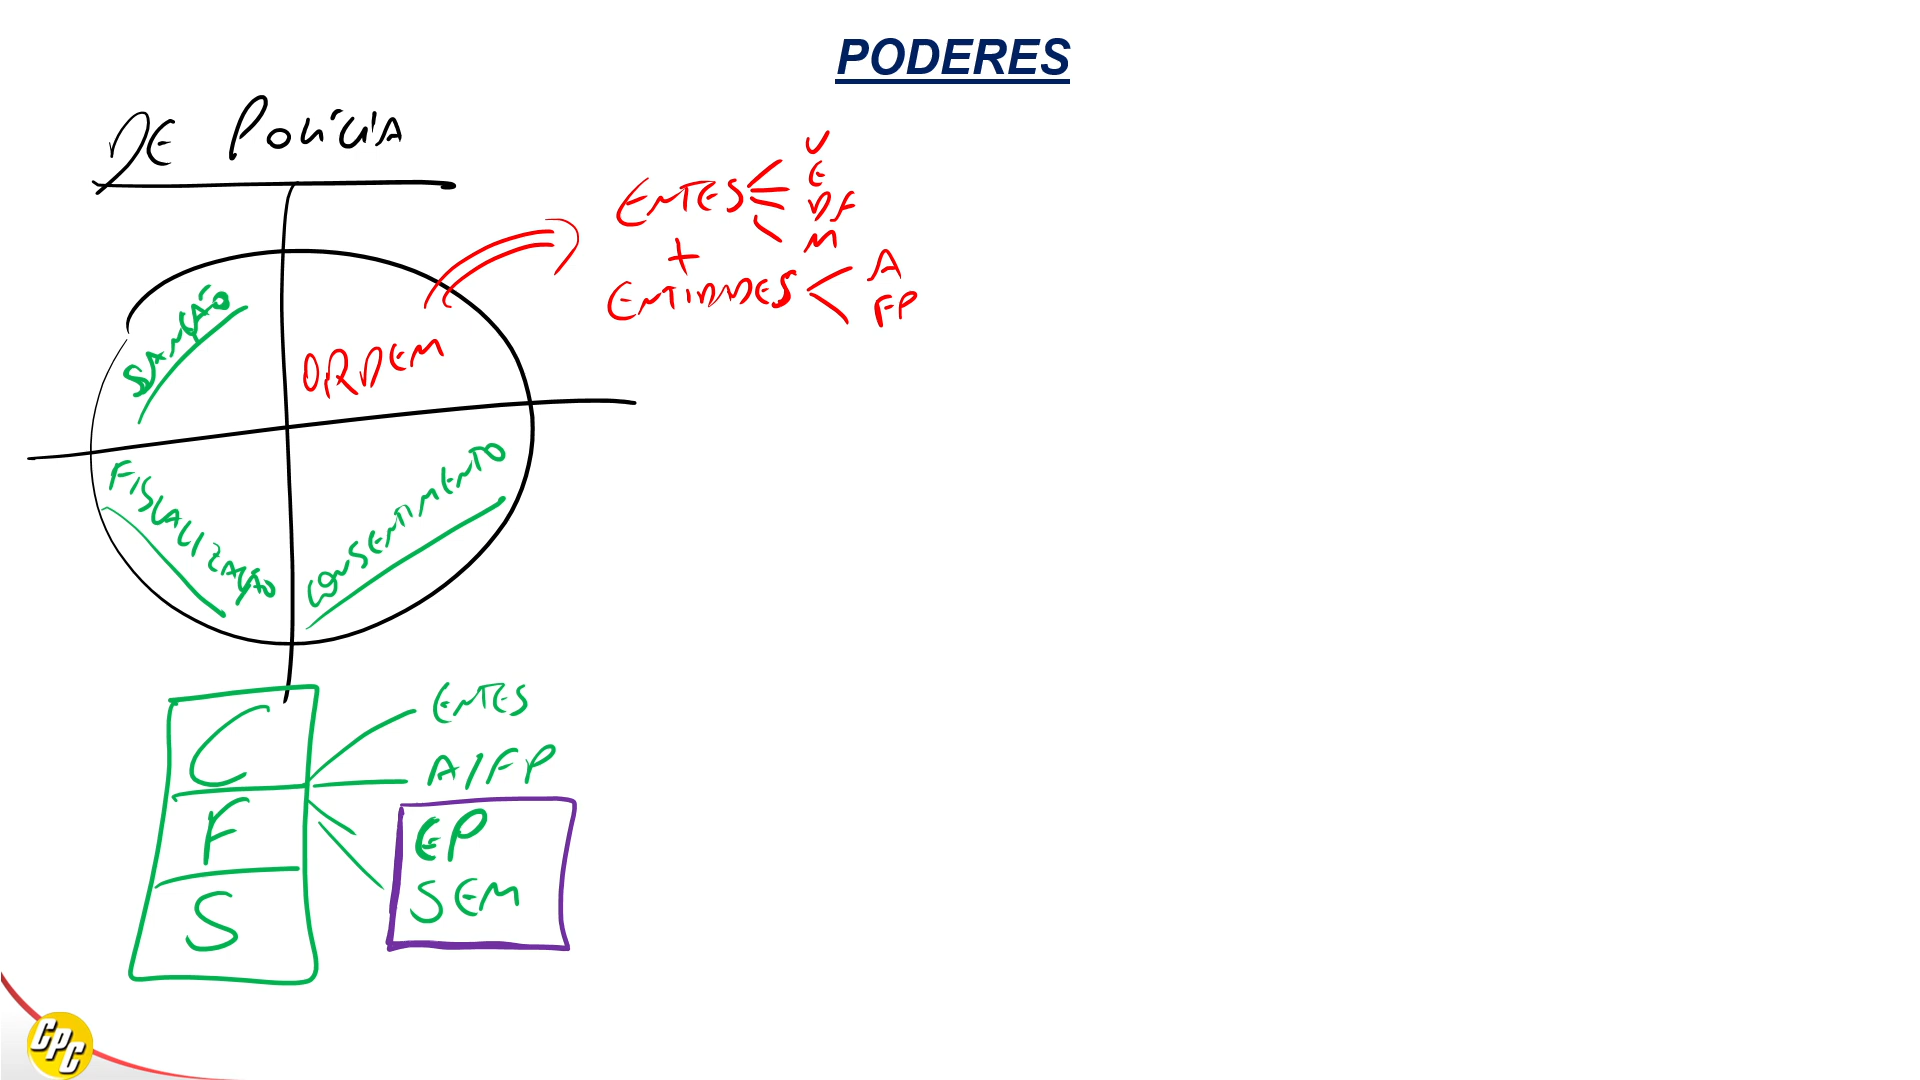 PODERES
DE POLÍCIA
ENTES
U
E
DF
M
+
ENTIDADES
A
FP
SANÇÃO
ORDEM
FISCALIZAÇÃO
CONSENTIMENTO
C
F
S
ENTES
A/FP
EP
SEM
CPC